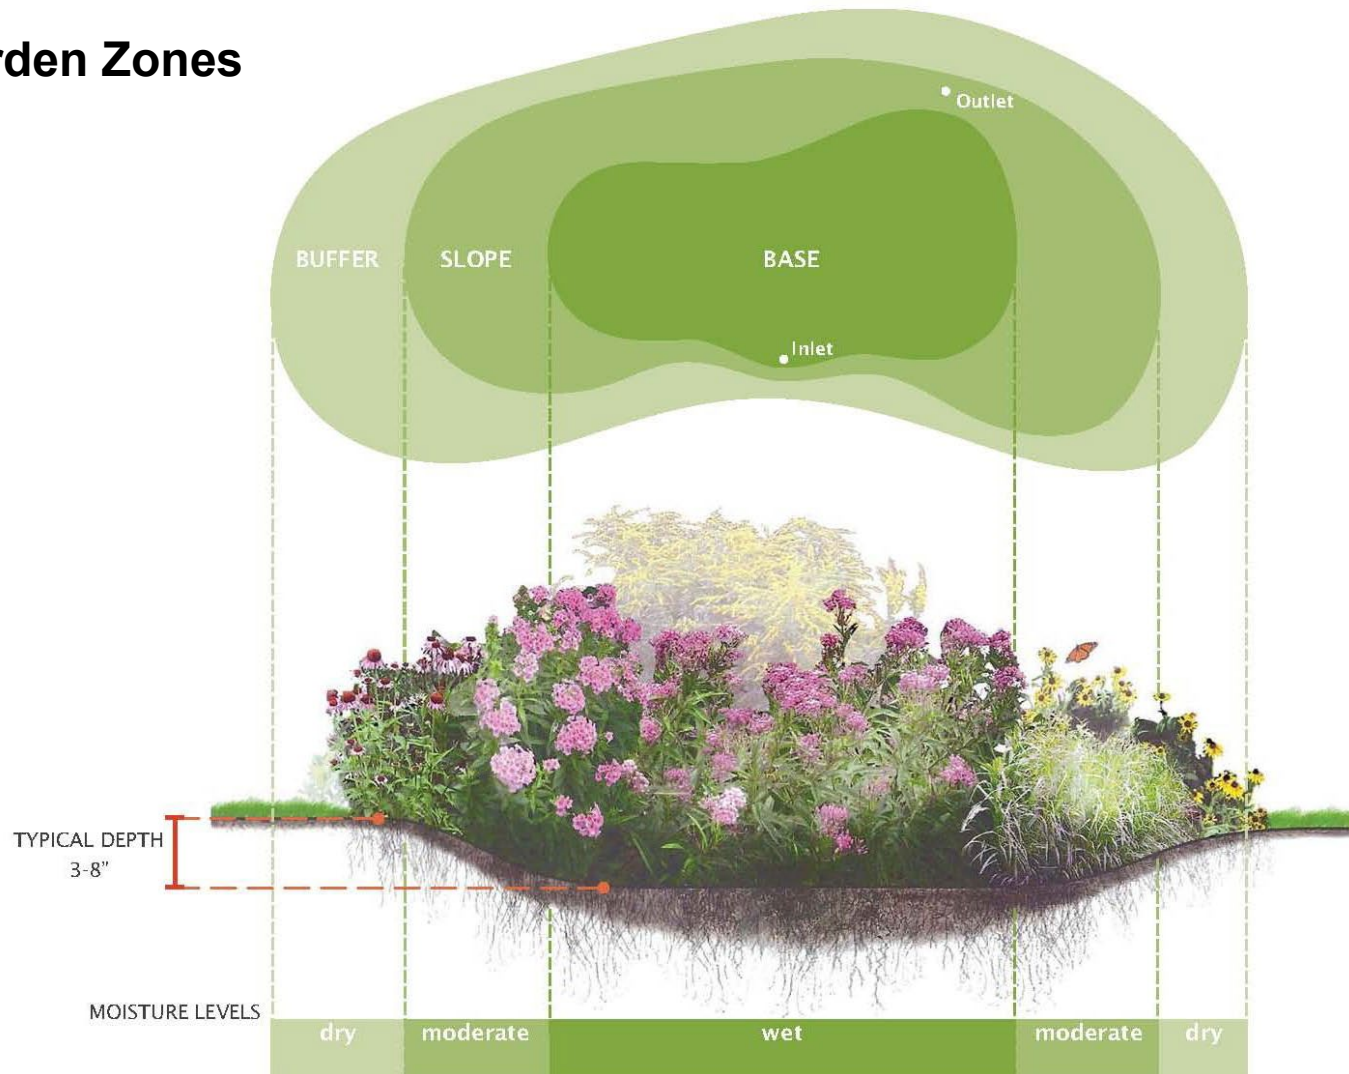 rden Zones
Outlet
BUFFER SLOPE BASE
Inlet
TYPICAL DEPTH
3-8"
MOISTURE LEVELS
dry moderate wet moderate dry